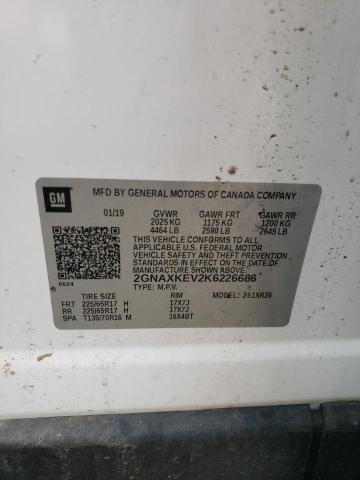 GM
MFD BY GENERAL MOTORS OF CANADA COMPANY
01/19 GVWR GAWR FRT GAWR RR
2025 KG 1175 KG 1200 KG
4464 LB 2590 LB 2645 LB
THIS VEHICLE CONFORMS TO ALL APPLICABLE U.S. FEDERAL MOTOR
VEHICLE SAFETY AND THEFT PREVENTION
STANDARDS IN EFFECT ON THE DATE OF MANUFACTURE SHOWN ABOVE.
0624 2GNAXKEV2K6226686
TYPE: M.P.V. MODEL: 261XR26
TIRE SIZE RIM
FRT 225/65R17 H 17X7J
RR 225/65R17 H 17X7J
SPA T135/70R16 M 16X4BT